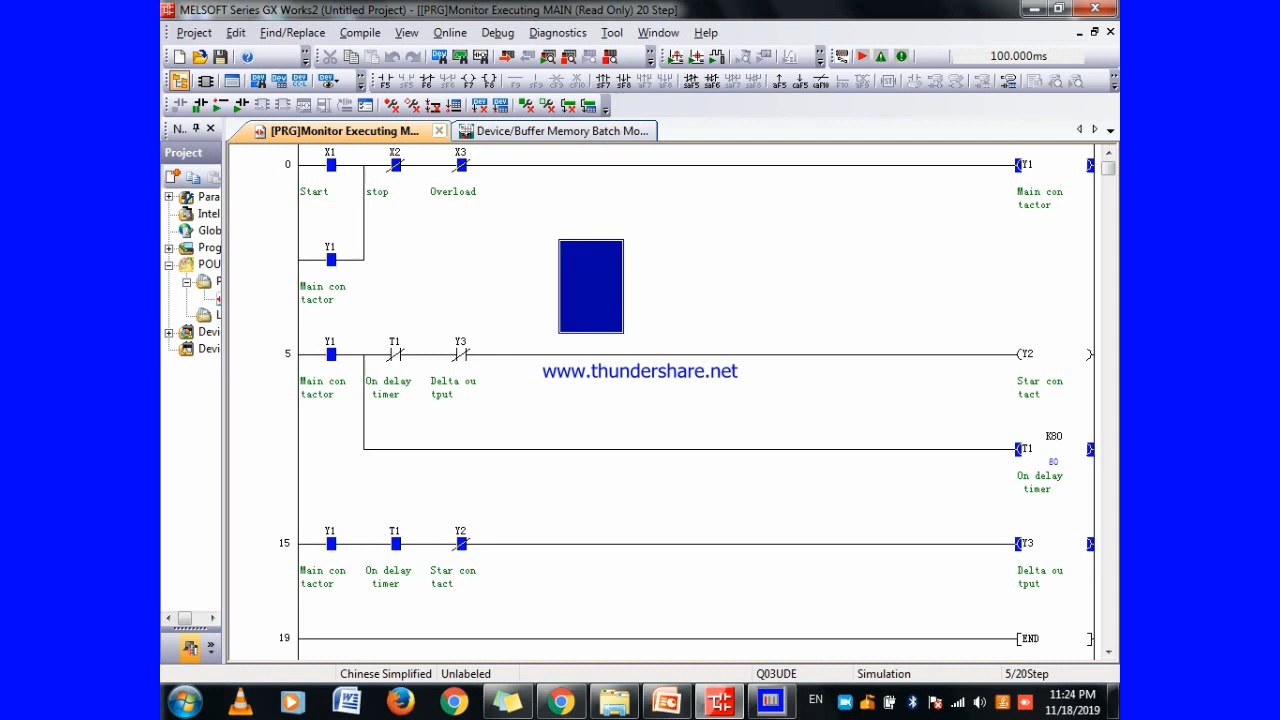 MELSOFT Series GX Works2 (Untitled Project) - [[PRG]Monitor Executing MAIN (Read Only) 20 Step]
Project Edit Find/Replace Compile View Online Debug Diagnostics Tool Window Help
100.000ms
N..
[PRG]Monitor Executing M...
Device/Buffer Memory Batch Mo...
Project
Para
Intel
Glob
Prog
POU
P
L
Devi
Devi
X1 X2 X3
0 Y1
Start stop Overload Main con
tactor
Y1
Main con
tactor
Y1 T1 Y3
5 Y2
Main con On delay Delta ou Star con
tactor timer tput tact
K80
T1
80
On delay
timer
Y1 T1 Y2
15 Y3
Main con On delay Star con Delta ou
tactor timer tact tput
19 END
www.thundershare.net
Chinese Simplified Unlabeled Q03UDE Simulation 5/20Step
EN
11:24 PM
11/18/2019